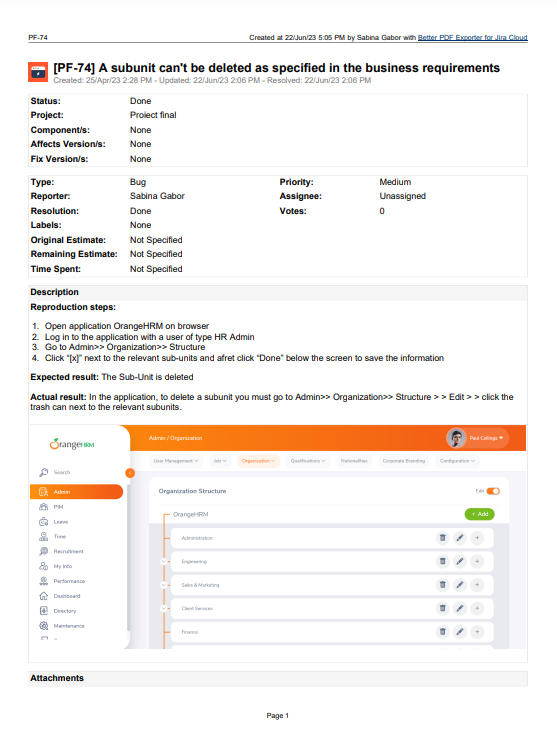 PF-74 Created at 22/Jun/23 5:05 PM by Sabina Gabor with Better PDF Exporter for Jira Cloud
[PF-74] A subunit can't be deleted as specified in the business requirements
Created: 25/Apr/23 2:28 PM - Updated: 22/Jun/23 2:06 PM - Resolved: 22/Jun/23 2:06 PM
Status: Done
Project: Proiect final
Component/s: None
Affects Version/s: None
Fix Version/s: None
Type: Bug Priority: Medium
Reporter: Sabina Gabor Assignee: Unassigned
Resolution: Done Votes: 0
Labels: None
Original Estimate: Not Specified
Remaining Estimate: Not Specified
Time Spent: Not Specified
Description
Reproduction steps:
1. Open application OrangeHRM on browser
2. Log in to the application with a user of type HR Admin
3. Go to Admin>> Organization>> Structure
4. Click “[x]” next to the relevant sub-units and afret click “Done” below the screen to save the information
Expected result: The Sub-Unit is deleted
Actual result: In the application, to delete a subunit you must go to Admin>> Organization>> Structure > > Edit > > click the
trash can next to the relevant subunits.
OrangeHRM
Admin / Organization
Paul Collings
User Management Job Organization Qualifications Nationalities Corporate Branding Configuration
Search
Admin
PIM
Leave
Time
Recruitment
My Info
Performance
Dashboard
Directory
Maintenance
Organization Structure Edit
OrangeHRM + Add
Administration
Engineering
Sales & Marketing
Client Services
Finance
Attachments
Page 1